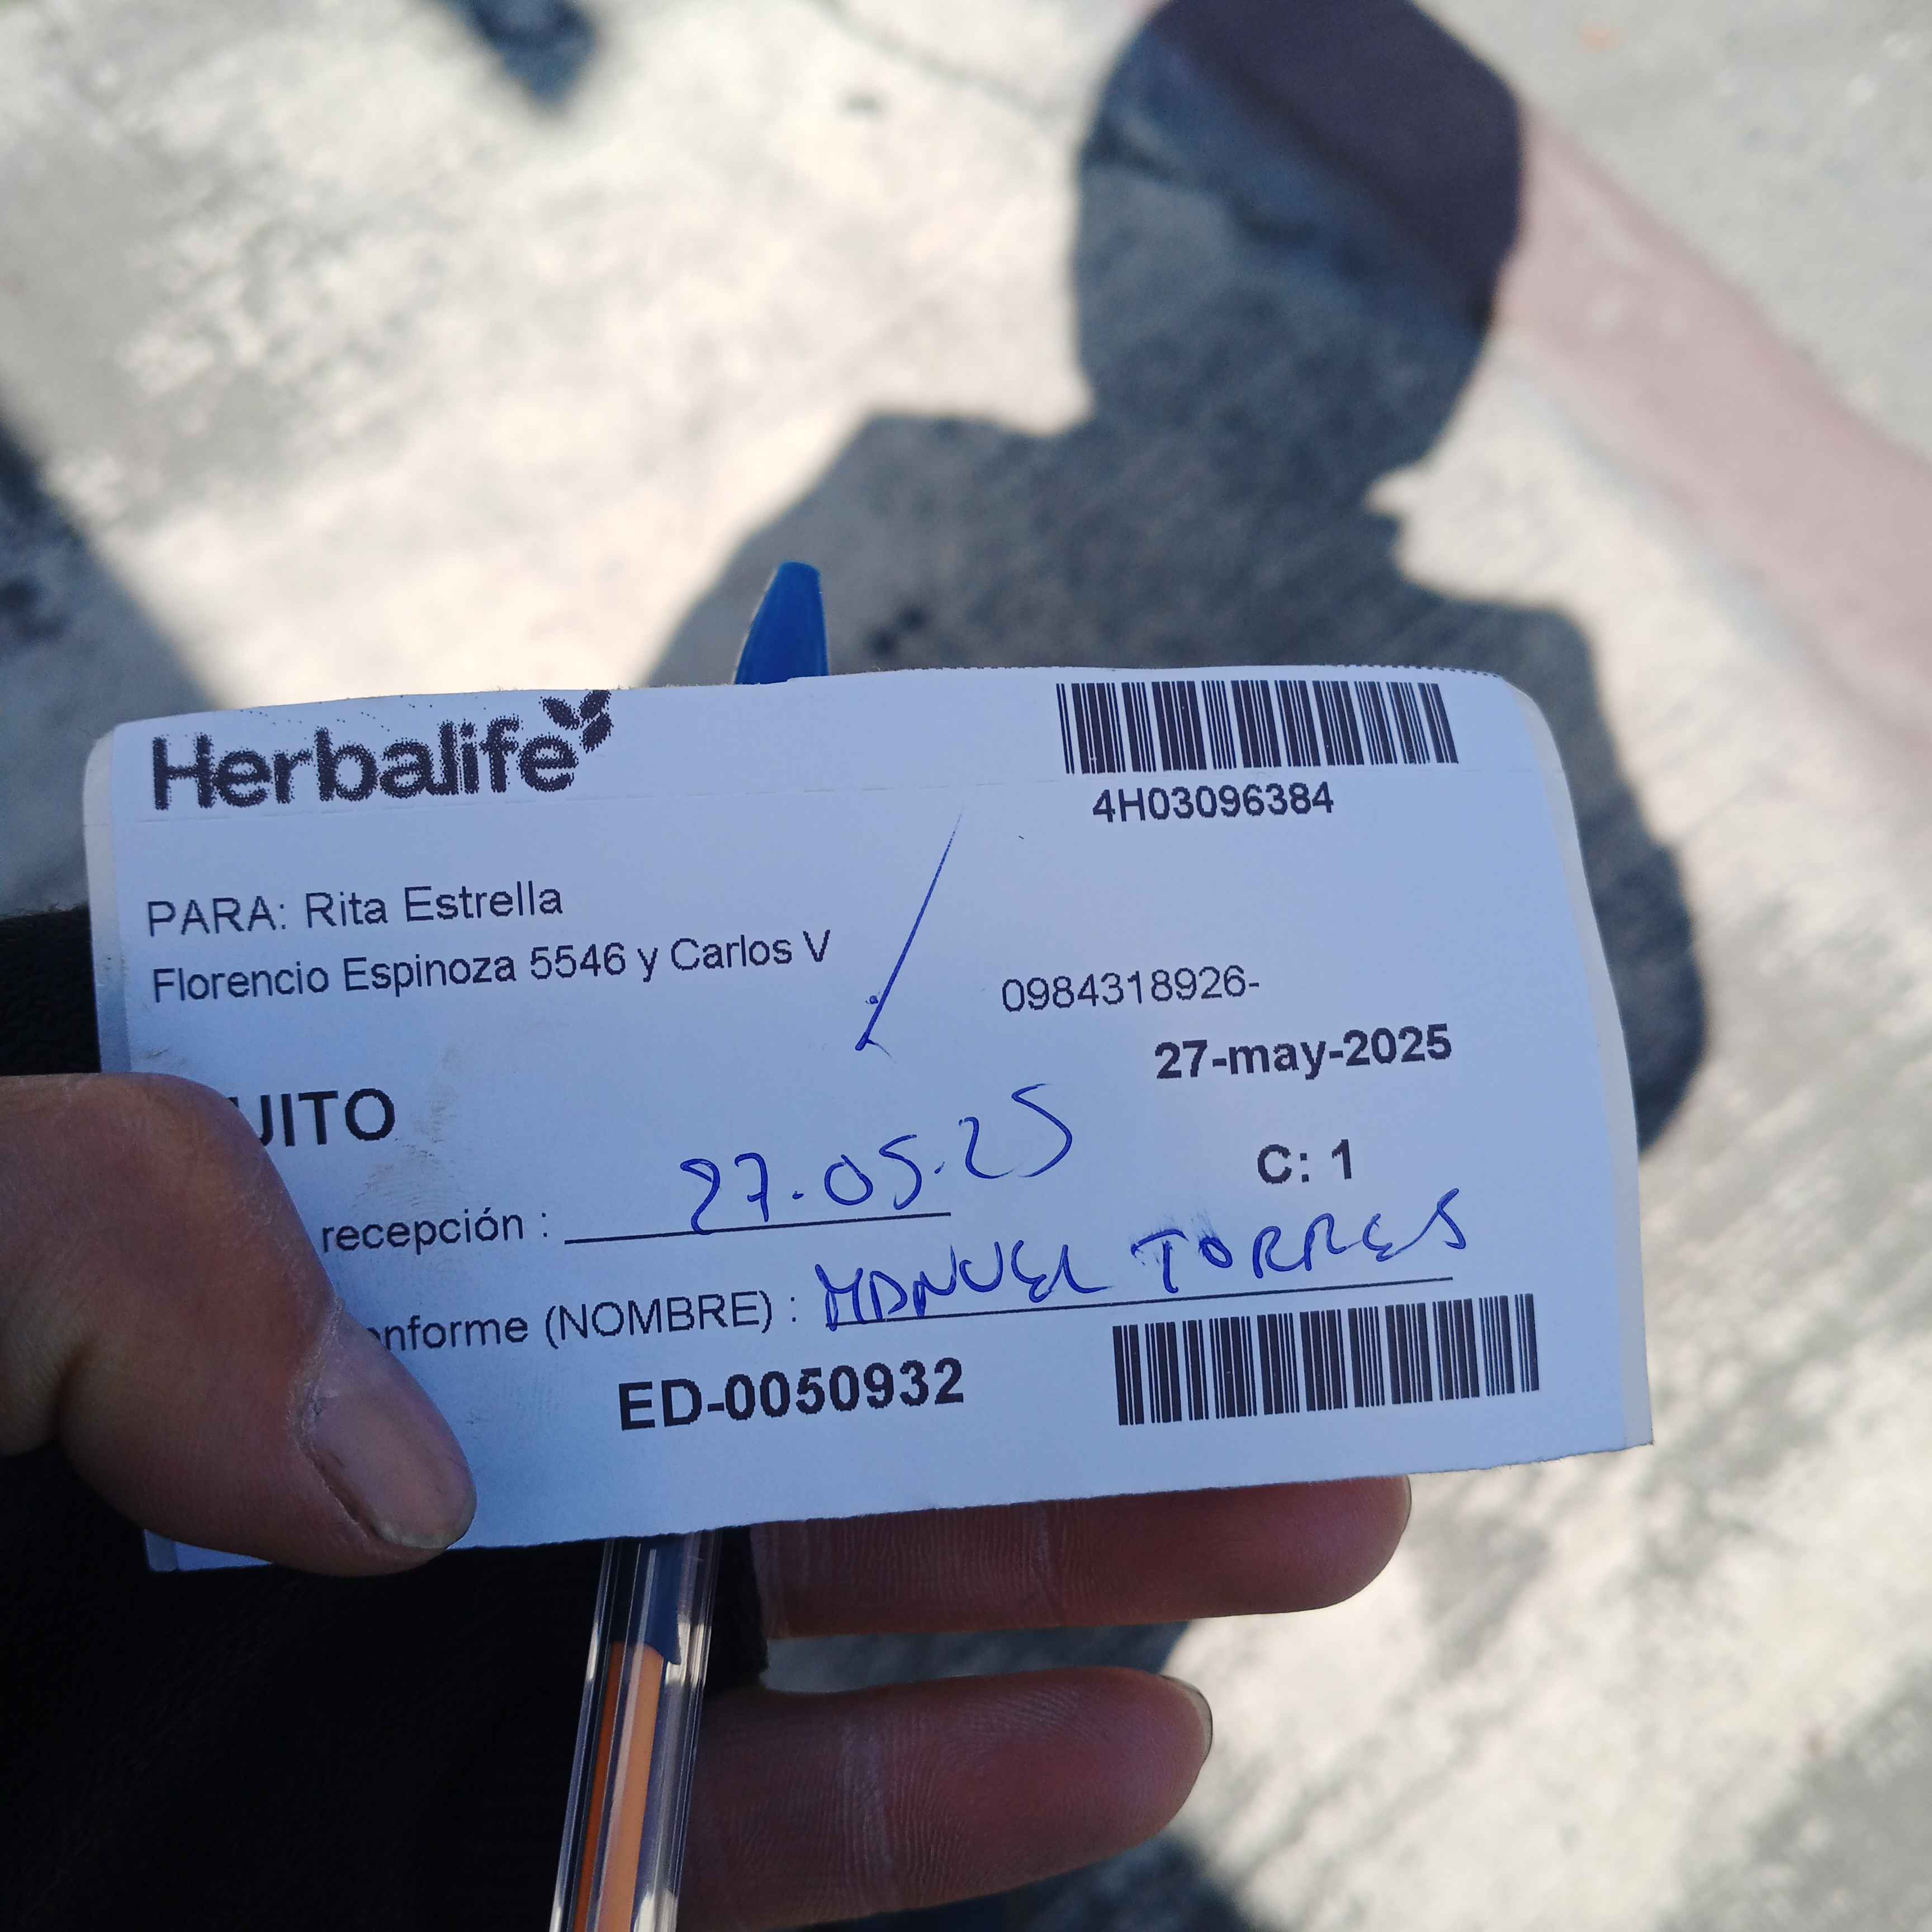 Herbalife
4H03096384
PARA: Rita Estrella
Florencio Espinoza 5546 y Carlos V
0984318926-
27-may-2025
UITO
C: 1
recepción : 27.05.25
onforme (NOMBRE) : MANUEL TORRES
ED-0050932